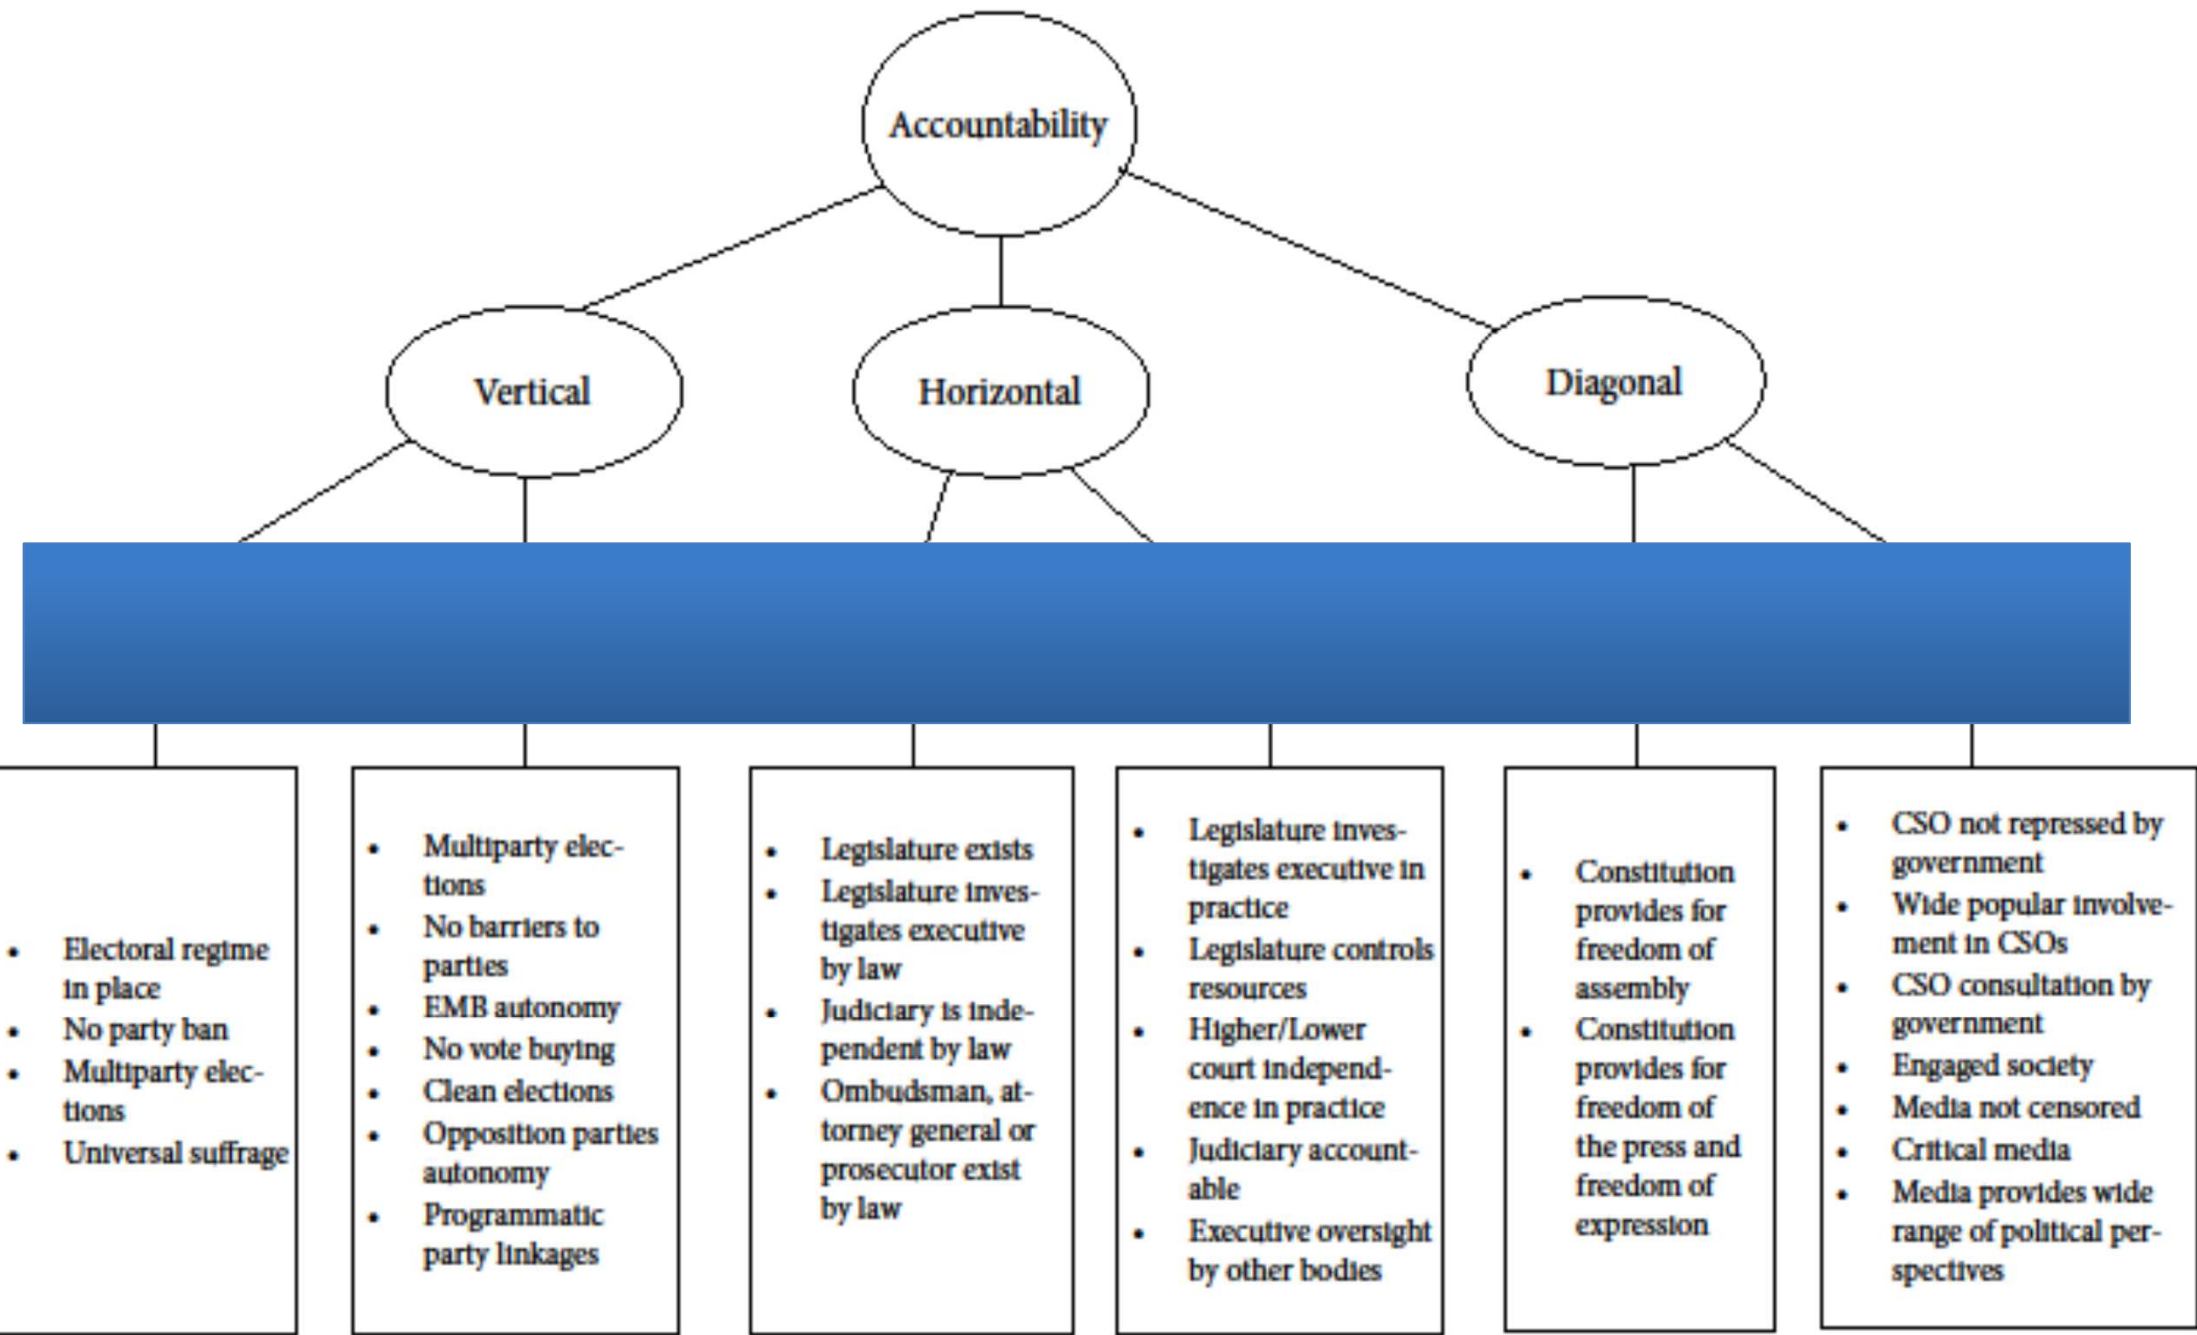 Accountability
Vertical
Horizontal
Diagonal
• Electoral regime
in place
• No party ban
• Multiparty elec-
tions
• Universal suffrage
• Multiparty elec-
tions
• No barriers to
parties
• EMB autonomy
• No vote buying
• Clean elections
• Opposition parties
autonomy
• Programmatic
party linkages
• Legislature exists
• Legislature inves-
tigates executive
by law
• Judiciary is inde-
pendent by law
• Ombudsman, at-
torney general or
prosecutor exist
by law
• Legislature inves-
tigates executive in
practice
• Legislature controls
resources
• Higher/Lower
court independ-
ence in practice
• Judiciary account-
able
• Executive oversight
by other bodies
• Constitution
provides for
freedom of
assembly
• Constitution
provides for
freedom of
the press and
freedom of
expression
• CSO not repressed by
government
• Wide popular involve-
ment in CSOs
• CSO consultation by
government
• Engaged society
• Media not censored
• Critical media
• Media provides wide
range of political per-
spectives